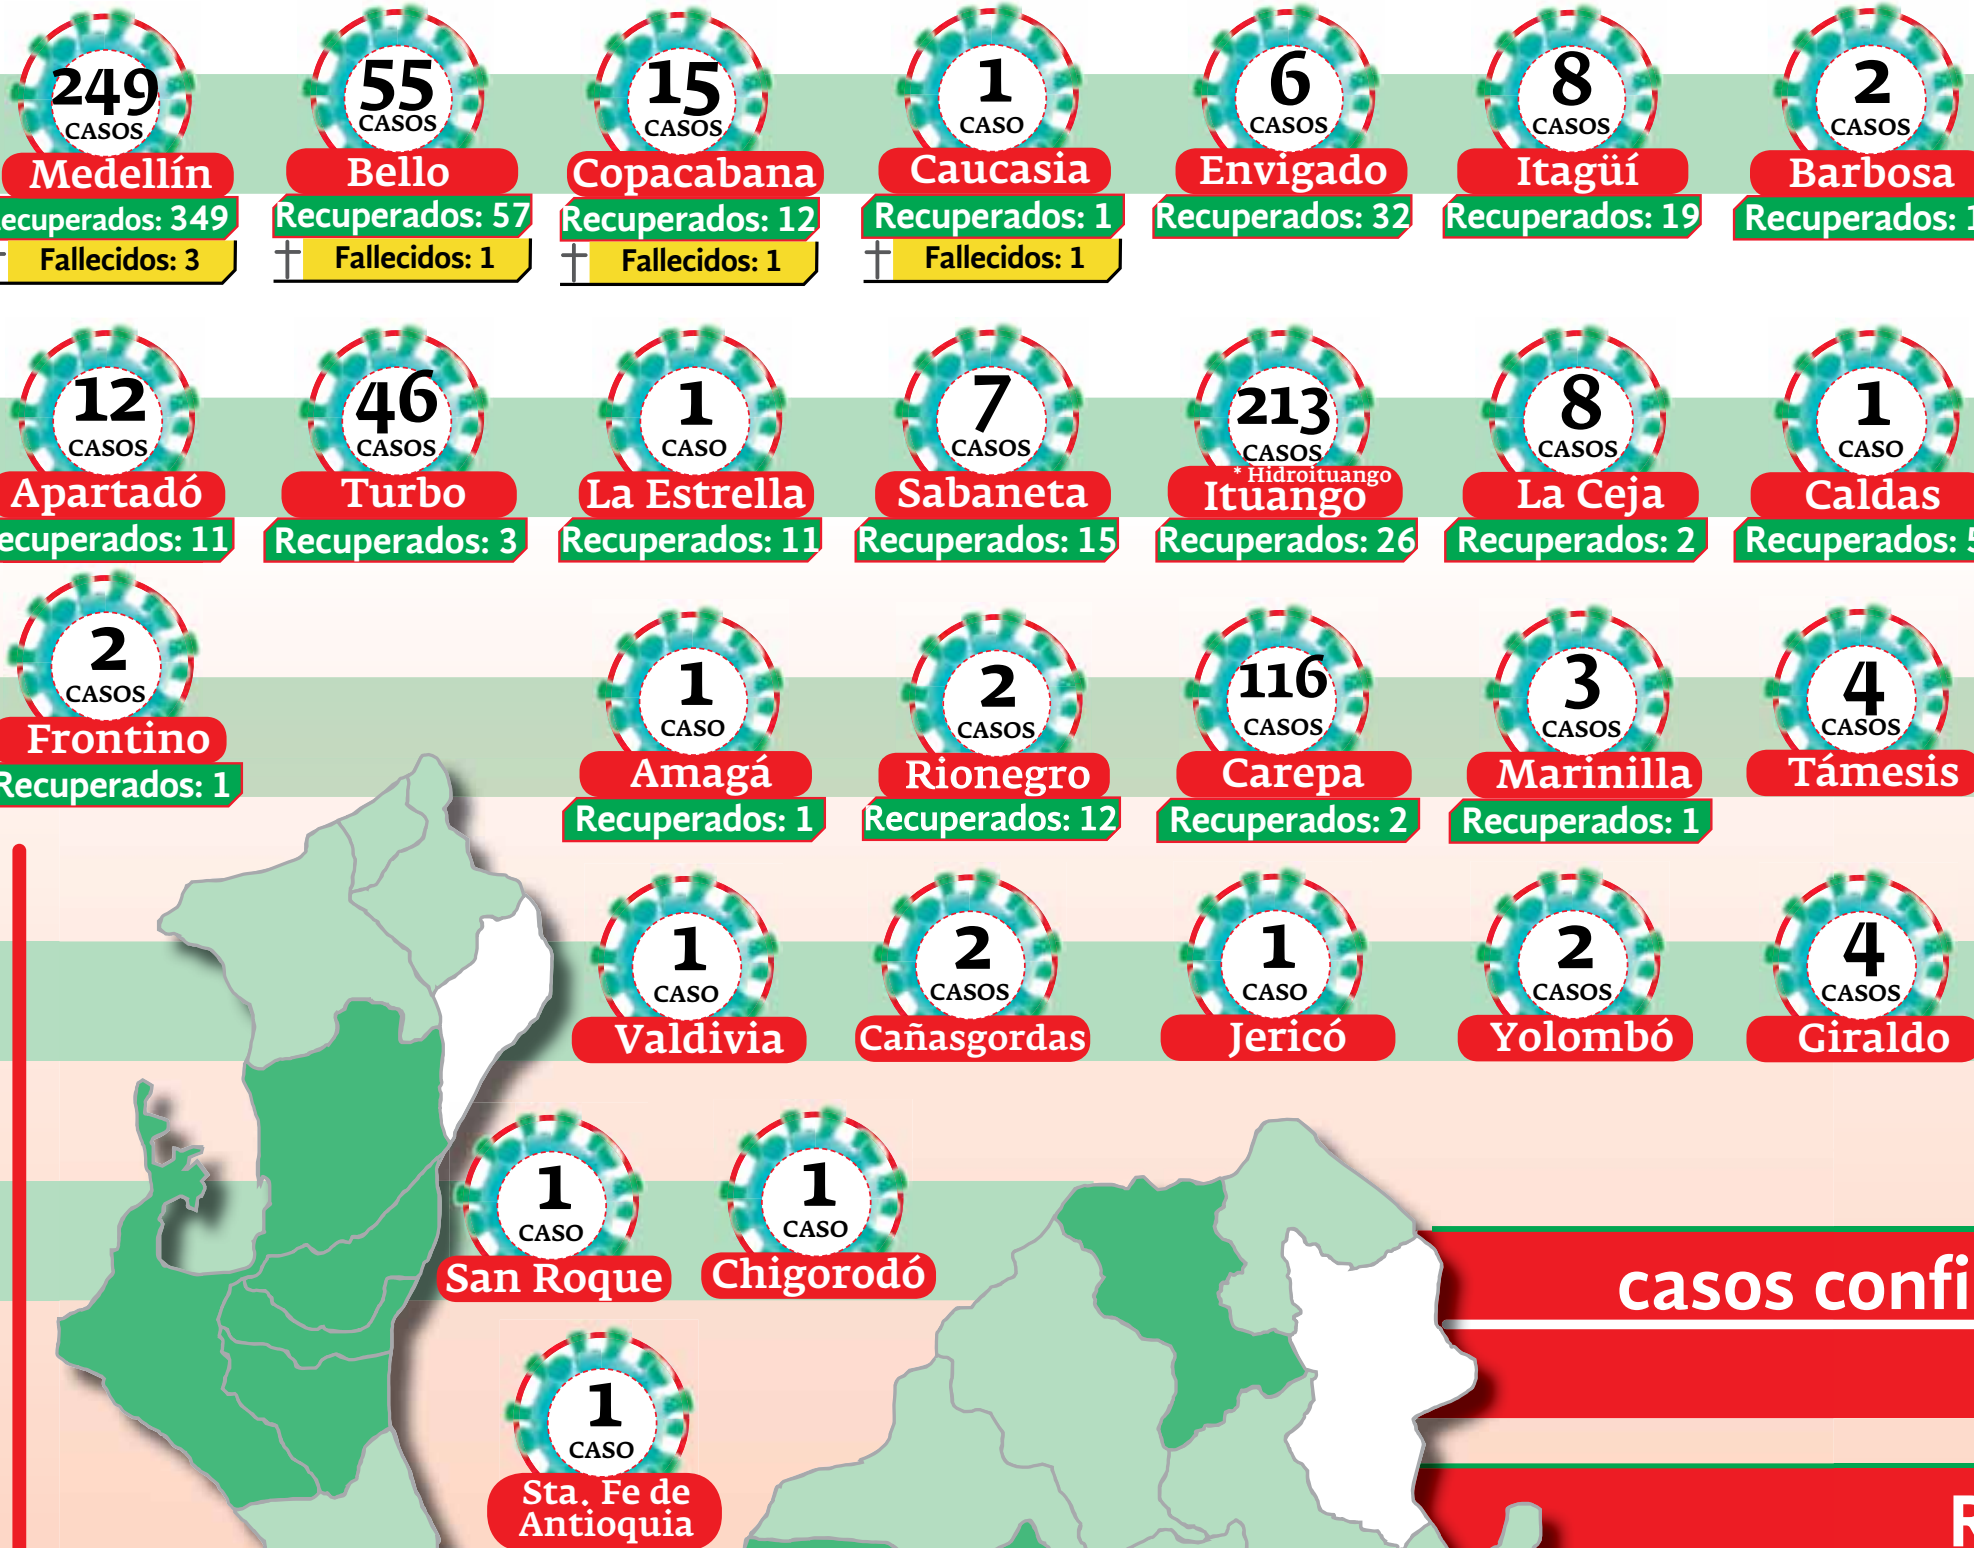 249
CASOS
Medellín
ecuperados: 349
Fallecidos: 3
55
CASOS
Bello
Recuperados: 57
Fallecidos: 1
15
CASOS
Copacabana
Recuperados: 12
Fallecidos: 1
1
CASO
Caucasia
Recuperados: 1
Fallecidos: 1
6
CASOS
Envigado
Recuperados: 32
8
CASOS
Itagüí
Recuperados: 19
2
CASOS
Barbosa
Recuperados: 1
12
CASOS
Apartadó
ecuperados: 11
46
CASOS
Turbo
Recuperados: 3
1
CASO
La Estrella
Recuperados: 11
7
CASOS
Sabaneta
Recuperados: 15
213
CASOS
* Hidroituango
Ituango
Recuperados: 26
8
CASOS
La Ceja
Recuperados: 2
1
CASO
Caldas
Recuperados: 5
2
CASOS
Frontino
Recuperados: 1
1
CASO
Amagá
Recuperados: 1
2
CASOS
Rionegro
Recuperados: 12
116
CASOS
Carepa
Recuperados: 2
3
CASOS
Marinilla
Recuperados: 1
4
CASOS
Támesis
1
CASO
Valdivia
2
CASOS
Cañasgordas
1
CASO
Jericó
2
CASOS
Yolombó
4
CASOS
Giraldo
1
CASO
San Roque
1
CASO
Chigorodó
casos confi
1
CASO
Sta. Fe de
Antioquia
R